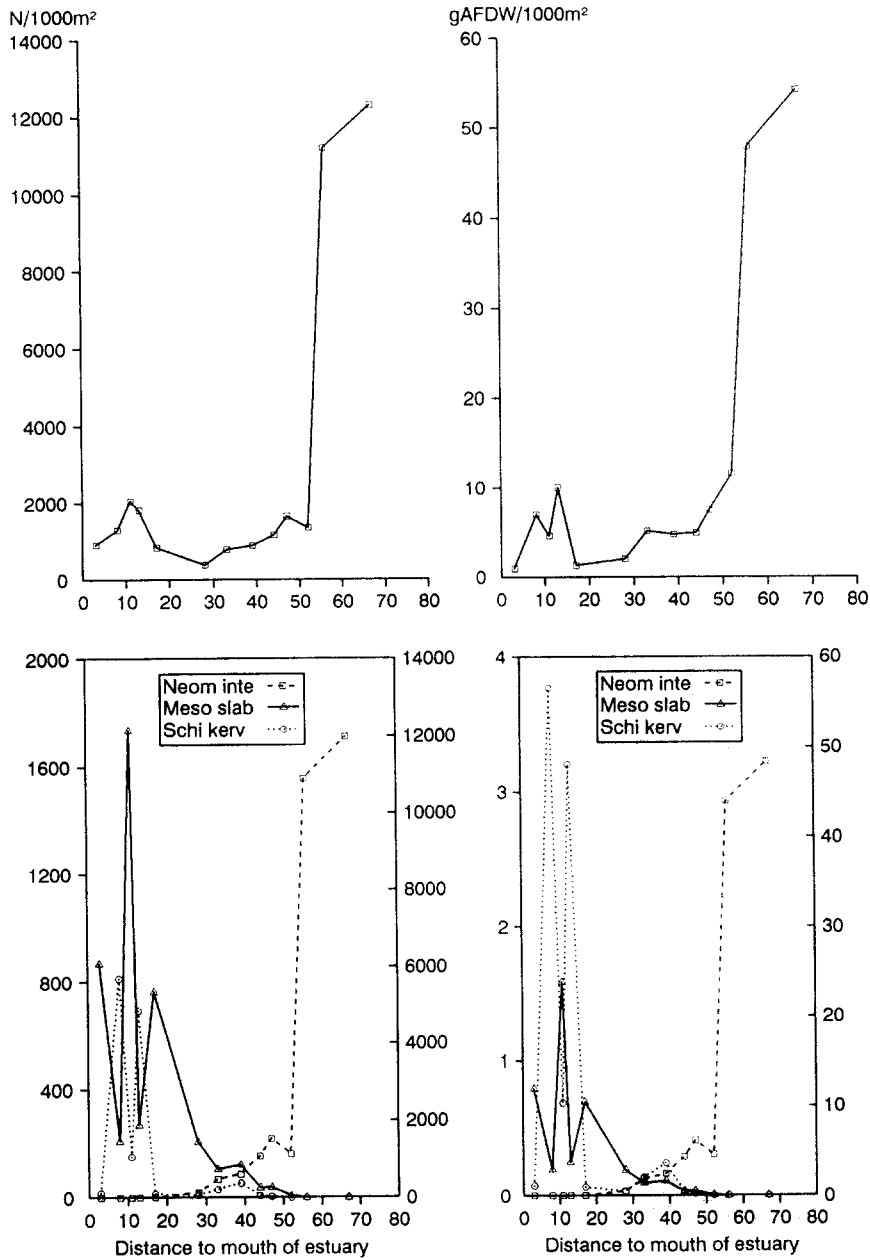 N/1000m²
14000
12000
10000
8000
6000
4000
2000
0
0 10 20 30 40 50 60 70 80
gAFDW/1000m²
60
50
40
30
20
10
0
0 10 20 30 40 50 60 70 80
2000
1600
1200
800
400
0
Neom inte
Meso slab
Schi kerv
14000
12000
10000
8000
6000
4000
2000
0
0 10 20 30 40 50 60 70 80
Distance to mouth of estuary
4
3
2
1
0
Neom inte
Meso slab
Schi kerv
60
50
40
30
20
10
0
0 10 20 30 40 50 60 70 80
Distance to mouth of estuary